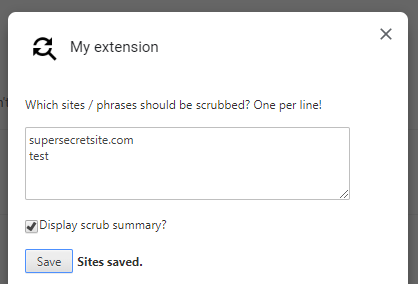 My extension
Which sites / phrases should be scrubbed? One per line!
supersecretsite.com
test
Display scrub summary?
Save Sites saved.